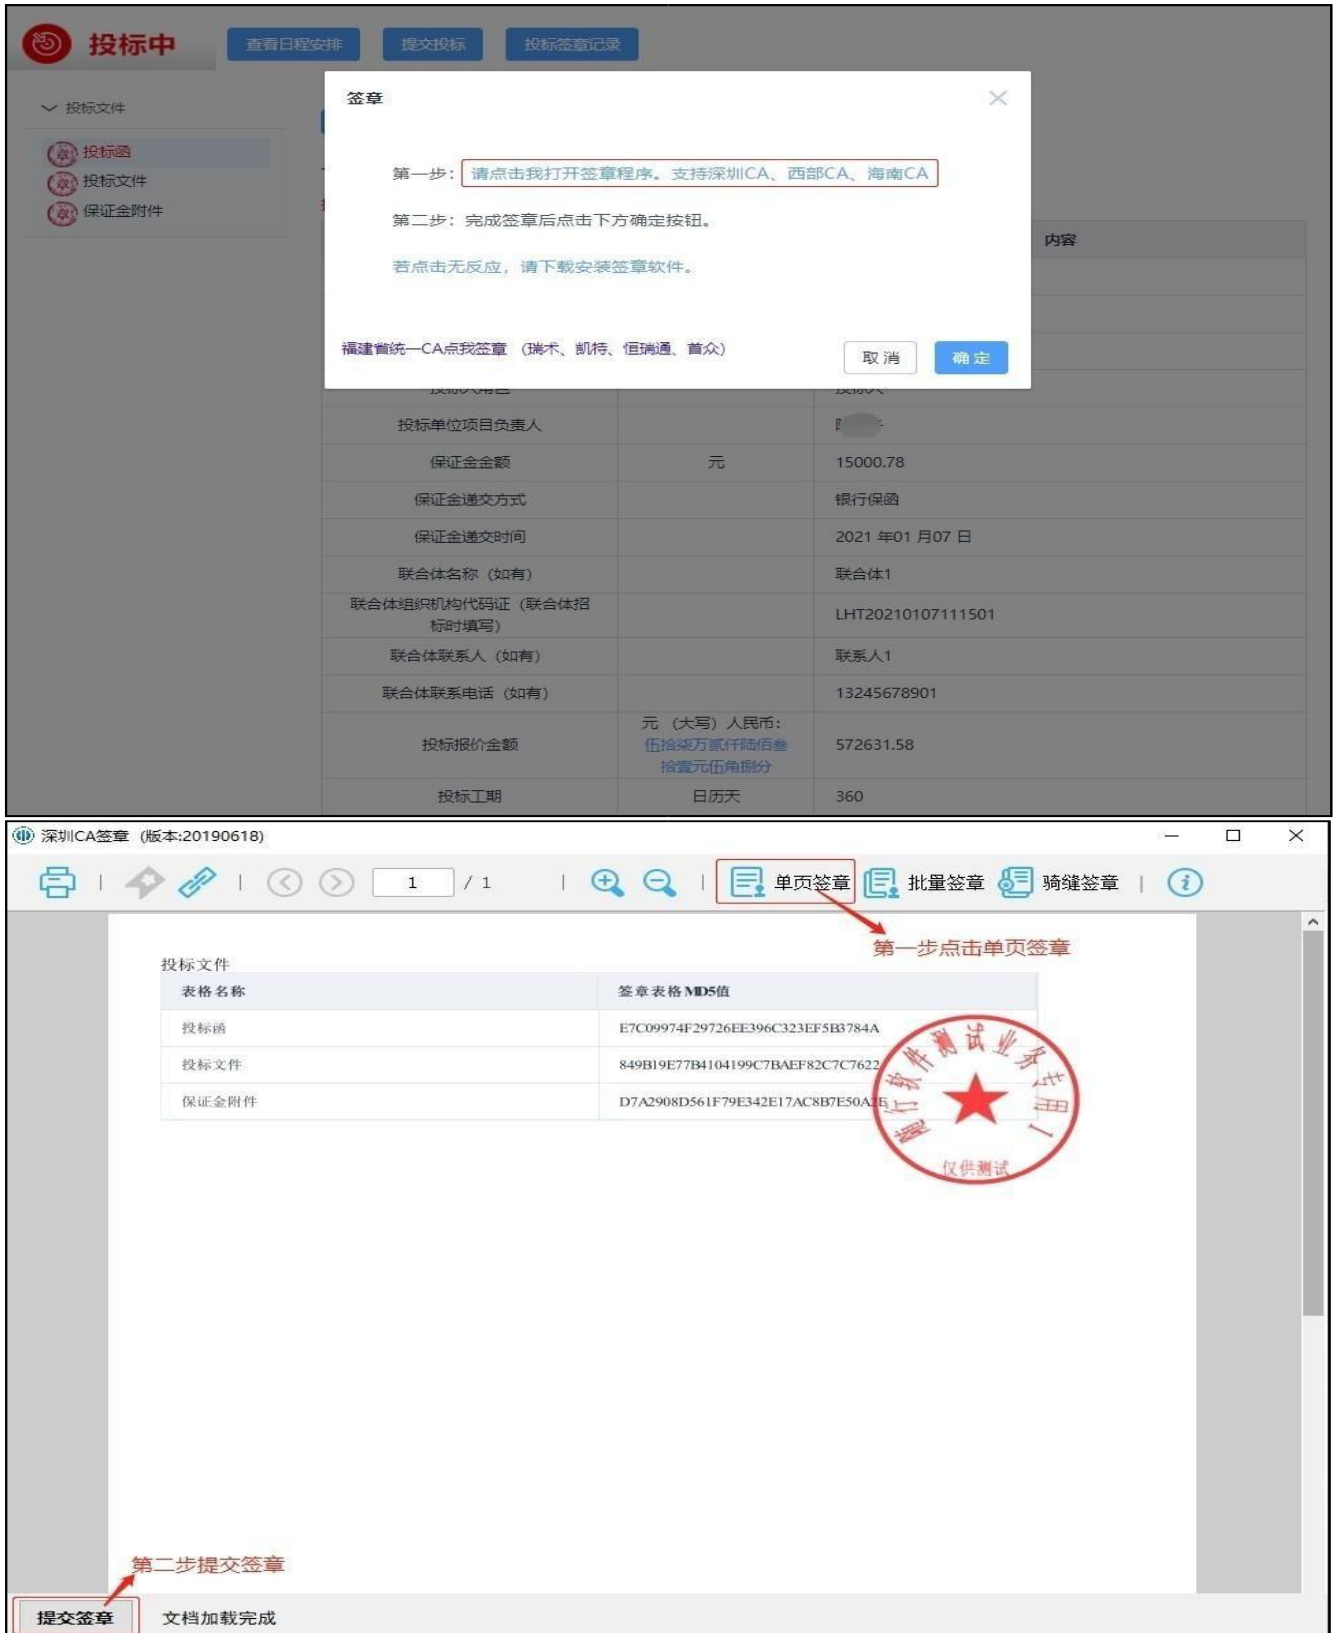 投标中
查看日程安排
提交投标
投标签章记录
投标文件
投标函
投标文件
保证金附件
签章
第一步：请点击我打开签章程序。支持深圳CA、西部CA、海南CA
第二步：完成签章后点击下方确定按钮。
若点击无反应，请下载安装签章软件。
福建省统一CA点我签章 （瑞术、凯特、恒瑞通、首众）
取消
确定
内容
投标单位项目负责人
保证金金额 元 15000.78
保证金递交方式 银行保函
保证金递交时间 2021 年01 月07 日
联合体名称（如有） 联合体1
联合体组织机构代码证（联合体招
标时填写） LHT20210107111501
联合体联系人（如有） 联系人1
联合体联系电话（如有） 13245678901
元 （大写）人民币：
投标报价金额 伍拾柒万贰仟陆佰叁 572631.58
拾壹元伍角捌分
投标工期 日历天 360
深圳CA签章 (版本:20190618)
1 / 1
单页签章
批量签章
骑缝签章
第一步点击单页签章
投标文件
表格名称 签章表格MD5值
投标函 E7C09974F29726EE396C323EF5B3784A
投标文件 849B19E77B4104199C7BAEF82C7C7622
保证金附件 D7A2908D561F79E342E17AC8B7E50A2E
仅供测试
第二步提交签章
提交签章
文档加载完成